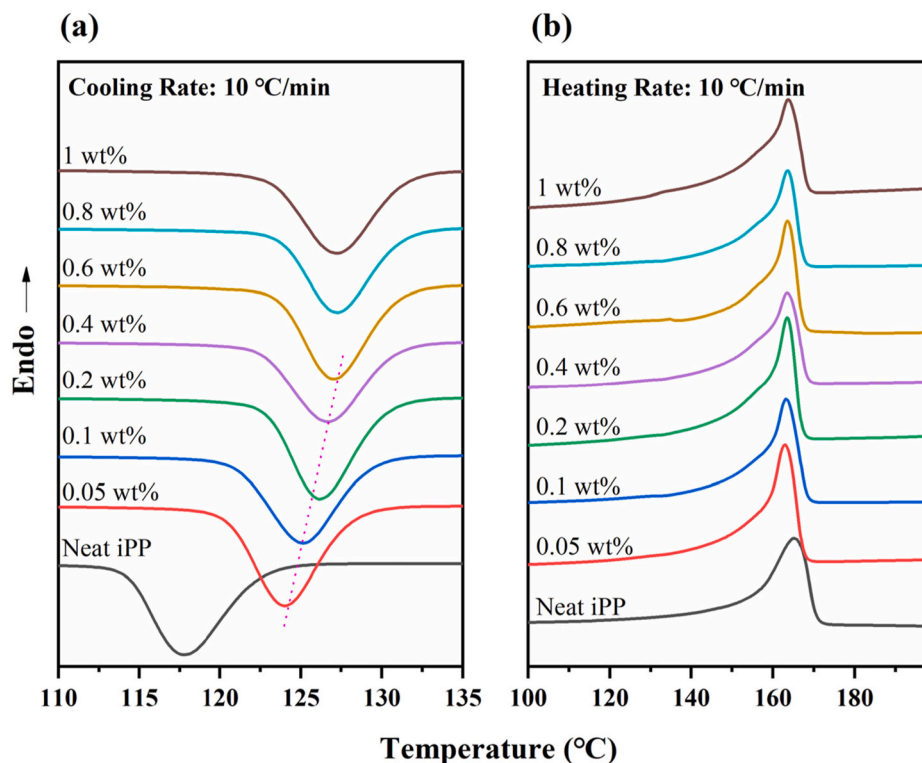 (a)
Cooling Rate: 10 °C/min
1 wt%
0.8 wt%
0.6 wt%
0.4 wt%
0.2 wt%
0.1 wt%
0.05 wt%
Neat iPP
110 115 120 125 130 135
(b)
Heating Rate: 10 °C/min
1 wt%
0.8 wt%
0.6 wt%
0.4 wt%
0.2 wt%
0.1 wt%
0.05 wt%
Neat iPP
100 120 140 160 180
Endo →
Temperature (°C)